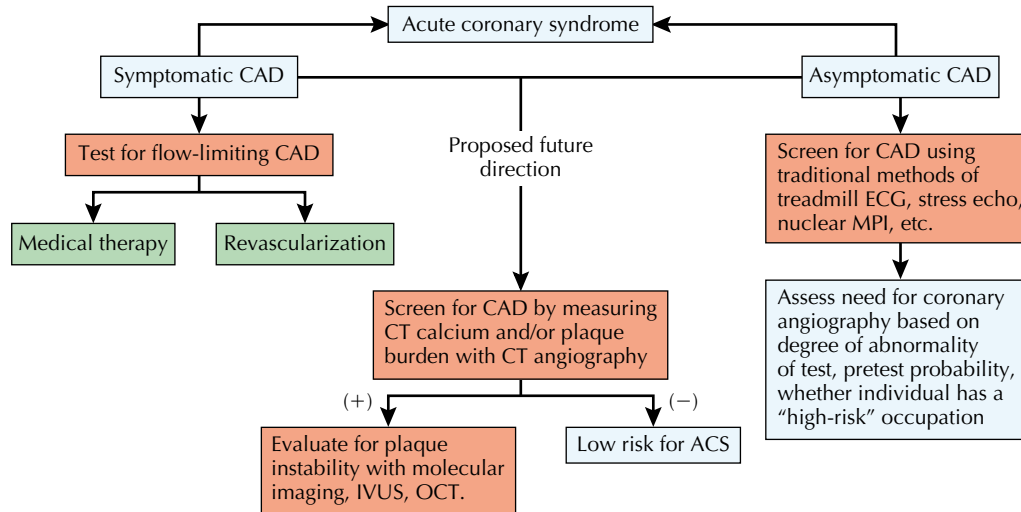 Acute coronary syndrome
Symptomatic CAD
Asymptomatic CAD
Test for flow-limiting CAD
Medical therapy
Revascularization
Proposed future
direction
Screen for CAD using
traditional methods of
treadmill ECG, stress echo,
nuclear MPI, etc.
Assess need for coronary
angiography based on
degree of abnormality
of test, pretest probability,
whether individual has a
“high-risk” occupation
Screen for CAD by measuring
CT calcium and/or plaque
burden with CT angiography
(+)
(−)
Evaluate for plaque
instability with molecular
imaging, IVUS, OCT.
Low risk for ACS